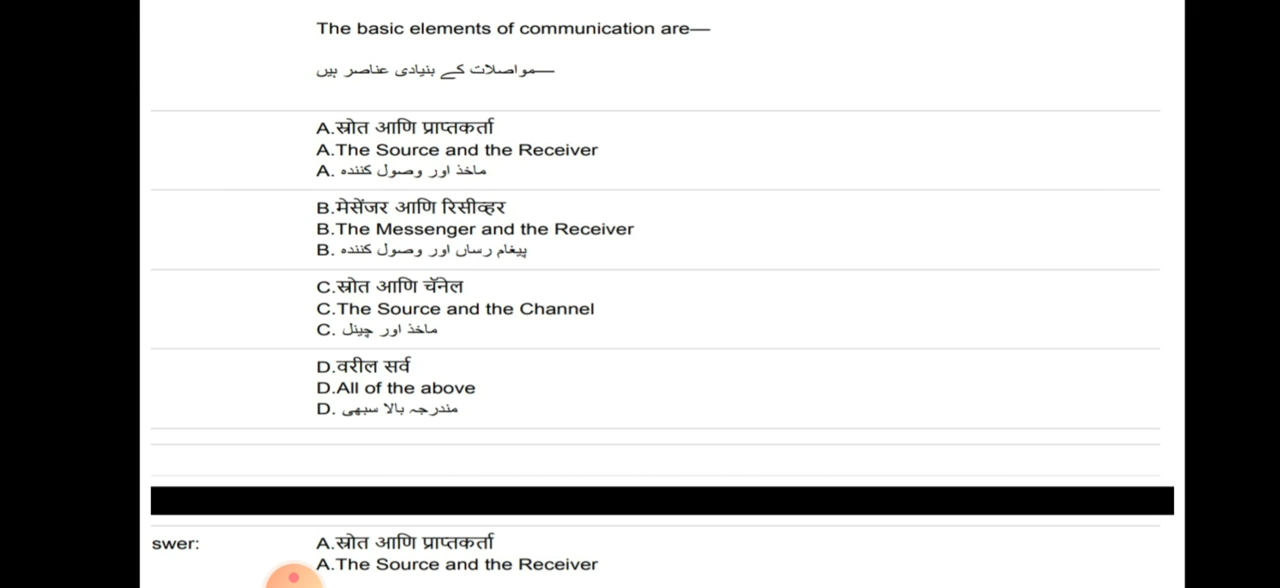 The basic elements of communication are—
مواصلات کے بنیادی عناصر ہیں—
A.स्रोत आणि प्राप्तकर्ता
A.The Source and the Receiver
A. ماخذ اور وصول کنندہ
B.मेसेंजर आणि रिसीव्हर
B.The Messenger and the Receiver
B. پیغام رساں اور وصول کنندہ
C.स्रोत आणि चॅनेल
C.The Source and the Channel
C. ماخذ اور چینل
D.वरील सर्व
D.All of the above
D. مندرجہ بالا سبھی
swer: A.स्रोत आणि प्राप्तकर्ता
A.The Source and the Receiver